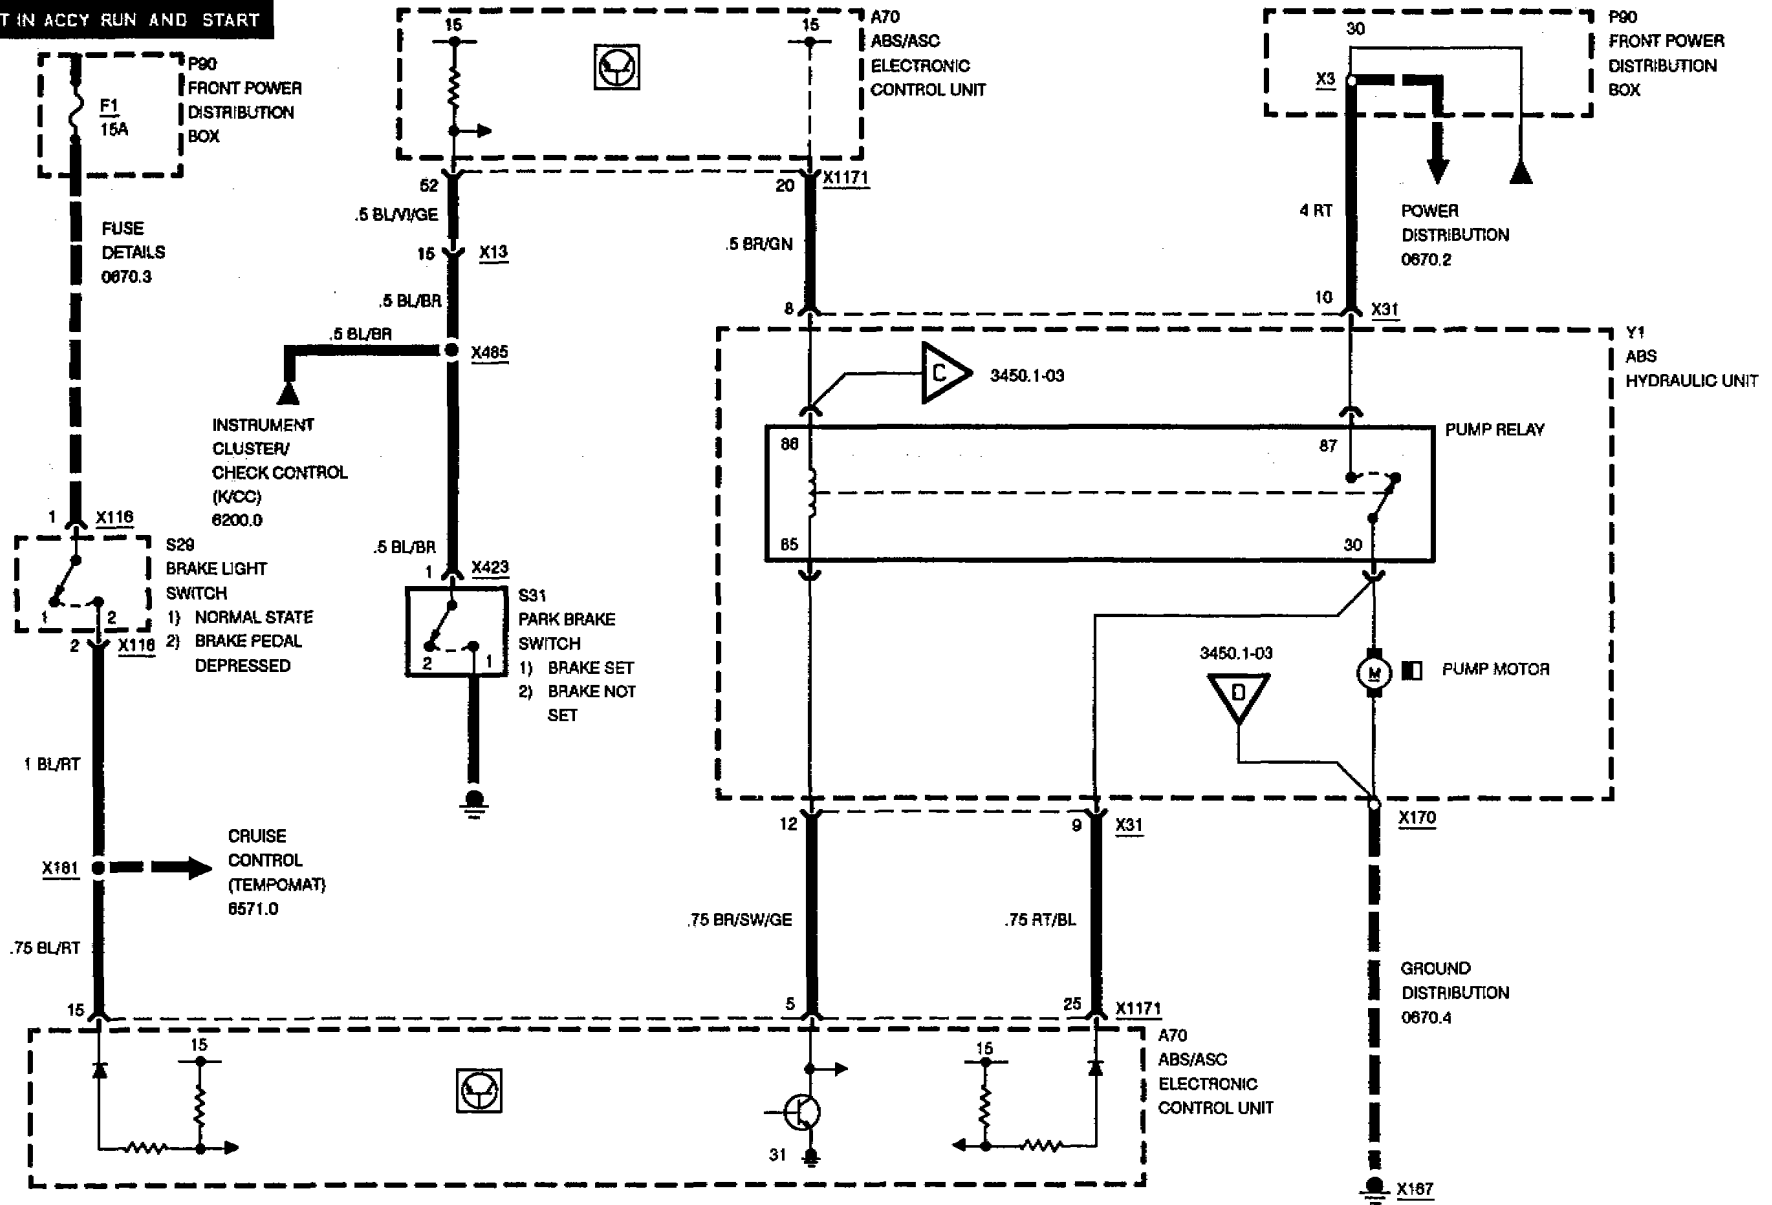 T IN ACCY RUN AND START
P90
FRONT POWER
DISTRIBUTION
BOX
F1
15A
FUSE
DETAILS
0670.3
15
15
A70
ABS/ASC
ELECTRONIC
CONTROL UNIT
30
X3
P90
FRONT POWER
DISTRIBUTION
BOX
52
20
X1171
.5 BL/VI/GE
15
X13
.5 BR/GN
4 RT
POWER
DISTRIBUTION
0670.2
.5 BL/BR
.5 BL/BR
X485
8
10
X31
Y1
ABS
HYDRAULIC UNIT
C
3450.1-03
INSTRUMENT
CLUSTER/
CHECK CONTROL
(K/CC)
6200.0
86
87
PUMP RELAY
85
30
1
X116
S29
BRAKE LIGHT
SWITCH
1) NORMAL STATE
2) BRAKE PEDAL
DEPRESSED
1
2
2
X116
.5 BL/BR
1
X423
S31
PARK BRAKE
SWITCH
1) BRAKE SET
2) BRAKE NOT
SET
2
1
3450.1-03
D
M
PUMP MOTOR
1 BL/RT
12
9
X31
X170
X181
CRUISE
CONTROL
(TEMPOMAT)
6571.0
.75 BL/RT
.75 BR/SW/GE
.75 RT/BL
GROUND
DISTRIBUTION
0670.4
15
5
25
X1171
A70
ABS/ASC
ELECTRONIC
CONTROL UNIT
15
15
31
X167